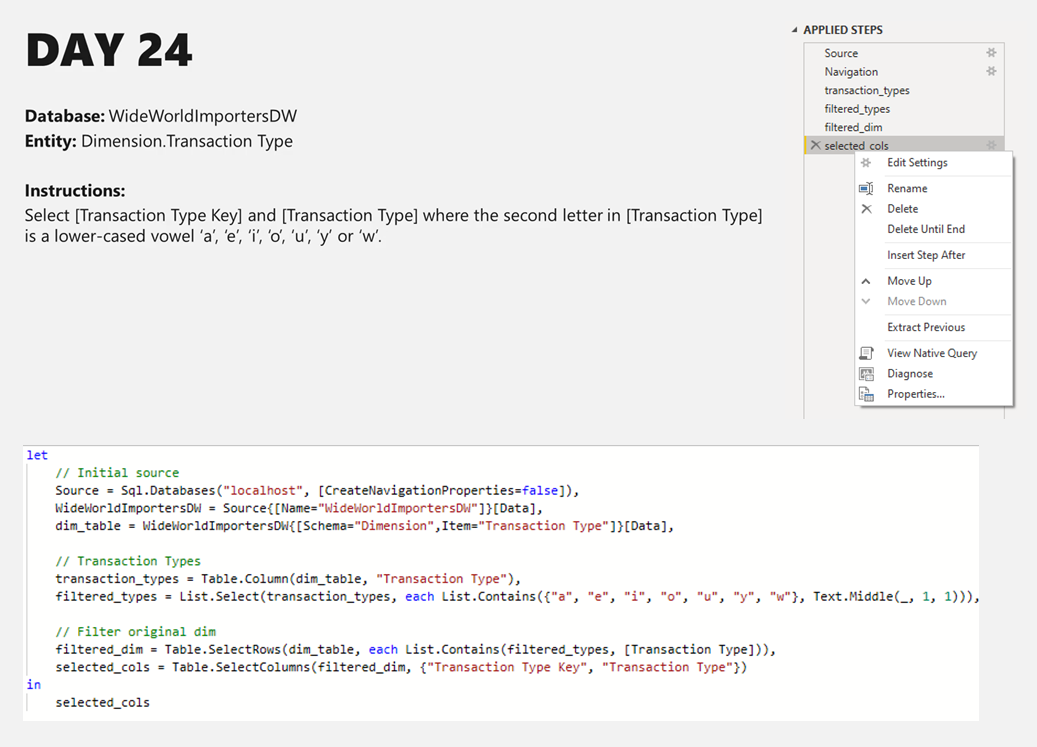 DAY 24
Database: WideWorldImportersDW
Entity: Dimension.Transaction Type
Instructions:
Select [Transaction Type Key] and [Transaction Type] where the second letter in [Transaction Type]
is a lower-cased vowel ‘a’, ‘e’, ‘i’, ‘o’, ‘u’, ‘y’ or ‘w’.
APPLIED STEPS
Source
Navigation
transaction_types
filtered_types
filtered_dim
selected_cols
Edit Settings
Rename
Delete
Delete Until End
Insert Step After
Move Up
Move Down
Extract Previous
View Native Query
Diagnose
Properties...
let
// Initial source
Source = Sql.Databases("localhost", [CreateNavigationProperties=false]),
WideWorldImportersDW = Source{[Name="WideWorldImportersDW"]}[Data],
dim_table = WideWorldImportersDW{[Schema="Dimension",Item="Transaction Type"]}[Data],
// Transaction Types
transaction_types = Table.Column(dim_table, "Transaction Type"),
filtered_types = List.Select(transaction_types, each List.Contains({"a", "e", "i", "o", "u", "y", "w"}, Text.Middle(_, 1, 1))),
// Filter original dim
filtered_dim = Table.SelectRows(dim_table, each List.Contains(filtered_types, [Transaction Type])),
selected_cols = Table.SelectColumns(filtered_dim, {"Transaction Type Key", "Transaction Type"})
in
selected_cols